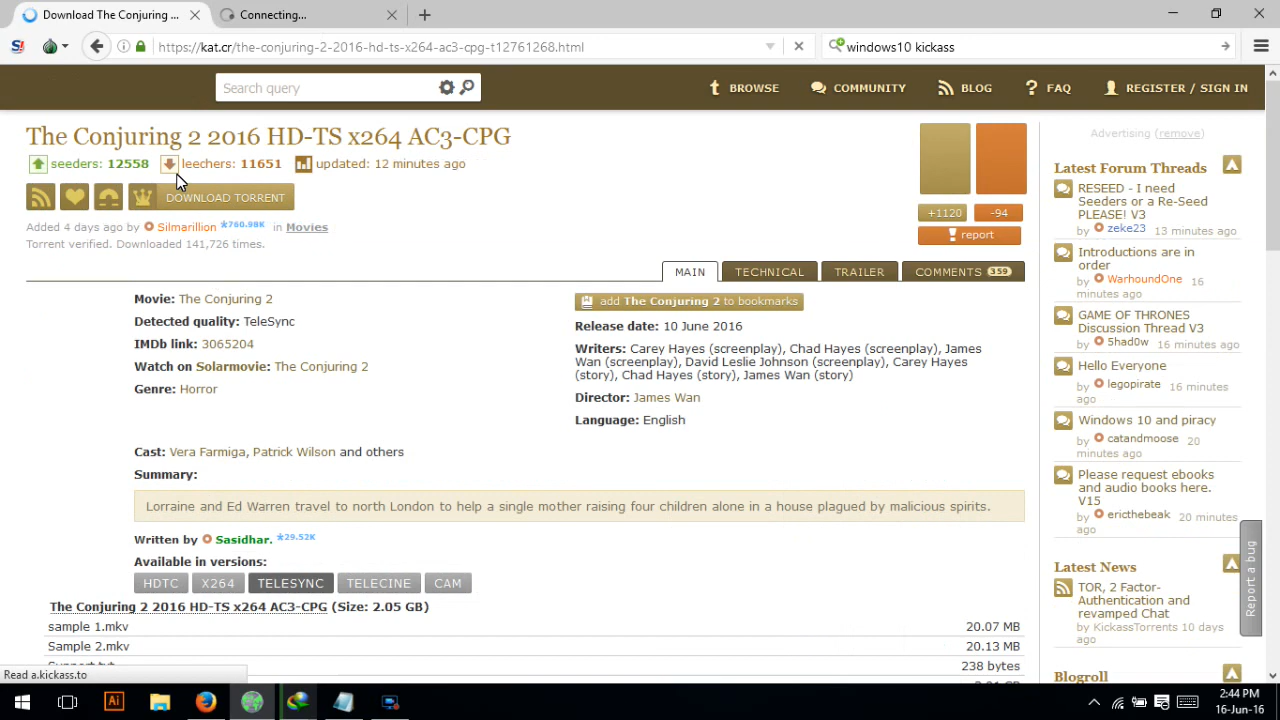 Download The Conjuring ...
Connecting...
https://kat.cr/the-conjuring-2-2016-hd-ts-x264-ac3-cpg-t12761268.html
windows10 kickass
Search query
BROWSE
COMMUNITY
BLOG
FAQ
REGISTER / SIGN IN
The Conjuring 2 2016 HD-TS x264 AC3-CPG
seeders: 12558 leechers: 11651 updated: 12 minutes ago
DOWNLOAD TORRENT
Added 4 days ago by Silmarillion 760.98K in Movies
Torrent verified. Downloaded 141,726 times.
+1120
-94
report
MAIN
TECHNICAL
TRAILER
COMMENTS 359
Movie: The Conjuring 2
Detected quality: TeleSync
IMDb link: 3065204
Watch on Solarmovie: The Conjuring 2
Genre: Horror
add The Conjuring 2 to bookmarks
Release date: 10 June 2016
Writers: Carey Hayes (screenplay), Chad Hayes (screenplay), James
Wan (screenplay), David Leslie Johnson (screenplay), Carey Hayes
(story), Chad Hayes (story), James Wan (story)
Director: James Wan
Language: English
Cast: Vera Farmiga, Patrick Wilson and others
Summary:
Lorraine and Ed Warren travel to north London to help a single mother raising four children alone in a house plagued by malicious spirits.
Written by Sasidhar. 29.52K
Available in versions:
HDTC X264 TELESYNC TELECINE CAM
The Conjuring 2 2016 HD-TS x264 AC3-CPG (Size: 2.05 GB)
sample 1.mkv 20.07 MB
Sample 2.mkv 20.13 MB
238 bytes
Advertising (remove)
Latest Forum Threads
RESEED - I need
Seeders or a Re-Seed
PLEASE! V3
by zeke23 13 minutes ago
Introductions are in
order
by WarhoundOne 16
minutes ago
GAME OF THRONES
Discussion Thread V3
by 5had0w 16 minutes ago
Hello Everyone
by legopirate 16 minutes
ago
Windows 10 and piracy
by catandmoose 20
minutes ago
Please request ebooks
and audio books here.
V15
by ericthebeak 20 minutes
ago
Latest News
TOR, 2 Factor-
Authentication and
revamped Chat
by KickassTorrents 10 days
ago
Blogroll
Report a bug
Read a.kickass.to
Ai
2:44 PM
16-Jun-16